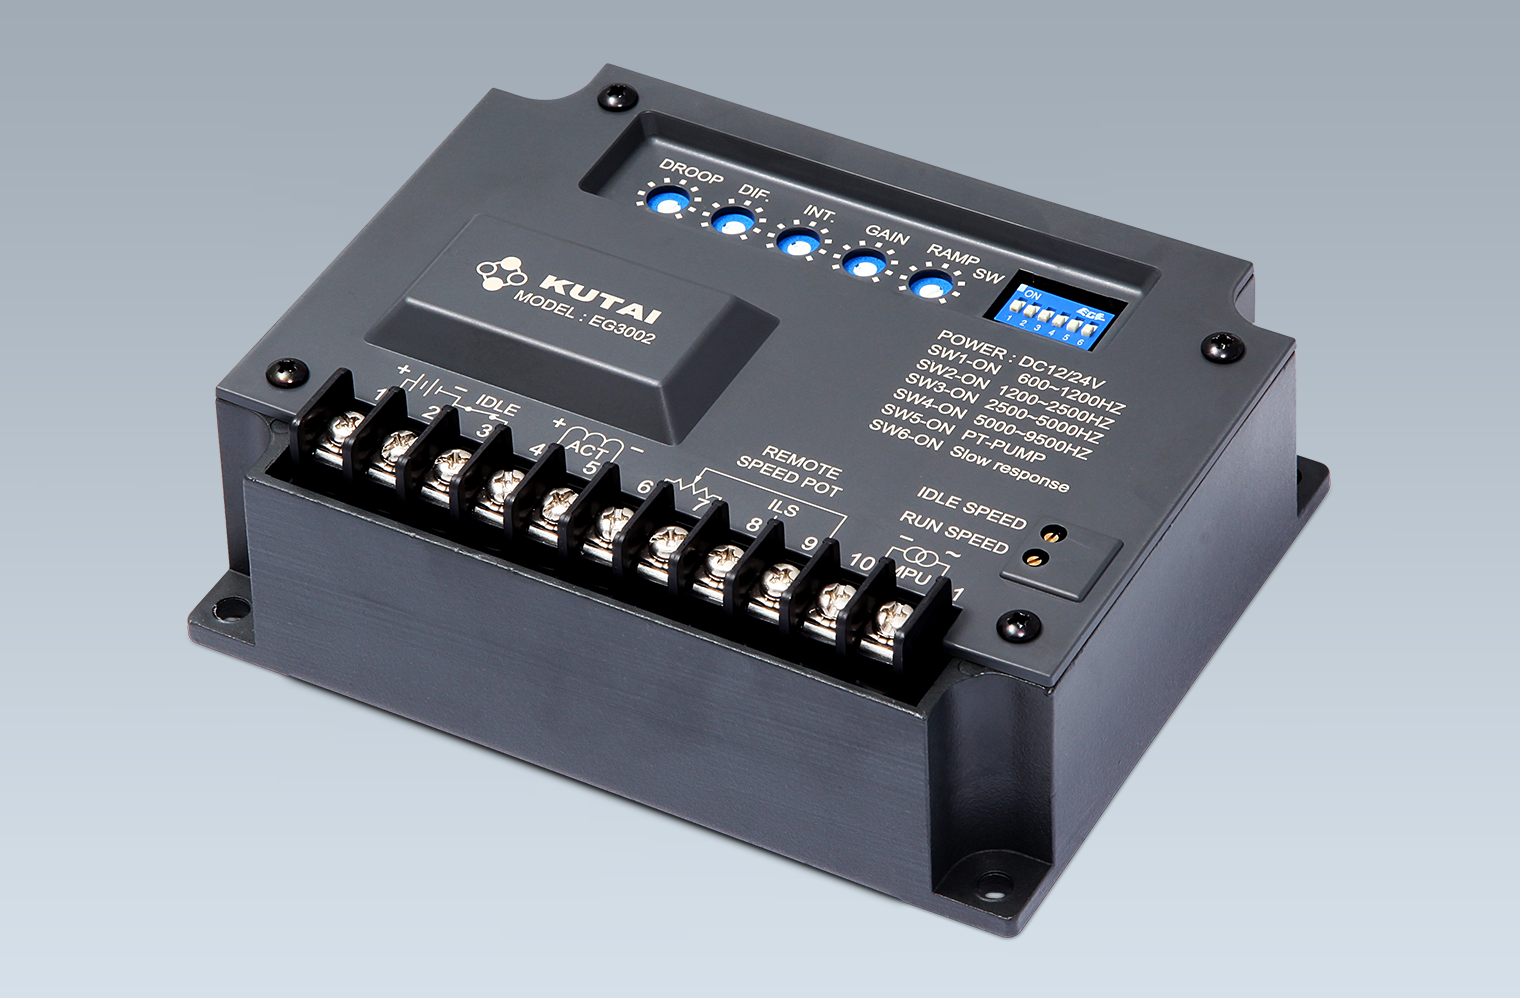 DROOP DIF. INT. GAIN RAMP SW
ON
ECE
1 2 3 4 5 6
KUTAI
MODEL : EG3002
POWER : DC12/24V
SW1-ON 600~1200HZ
SW2-ON 1200~2500HZ
SW3-ON 2500~5000HZ
SW4-ON 5000~9500HZ
SW5-ON PT-PUMP
SW6-ON Slow response
+ − IDLE
+ ACT −
REMOTE
SPEED POT
ILS
− ~
MPU
1 2 3 4 5 6 7 8 9 10 1
IDLE SPEED
RUN SPEED